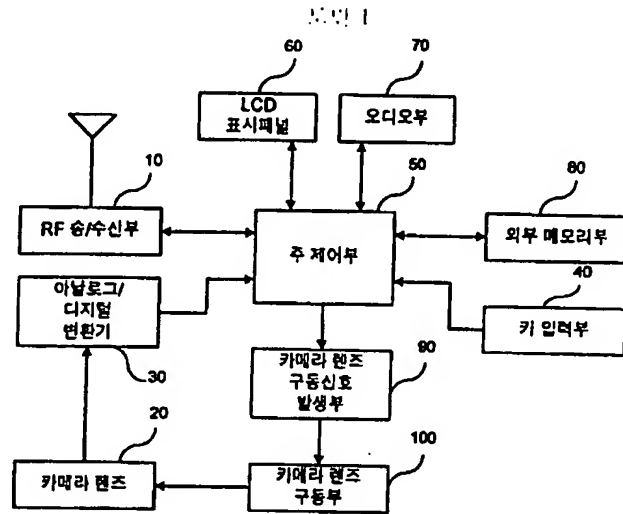 60
70
LCD
표시패널
오디오부
10
50
80
RF 송/수신부
주 제어부
외부 메모리부
아날로그/
디지털
변환기
40
키 입력부
30
카메라 렌즈
구동신호
발생부
90
20
100
카메라 렌즈
카메라 렌즈
구동부